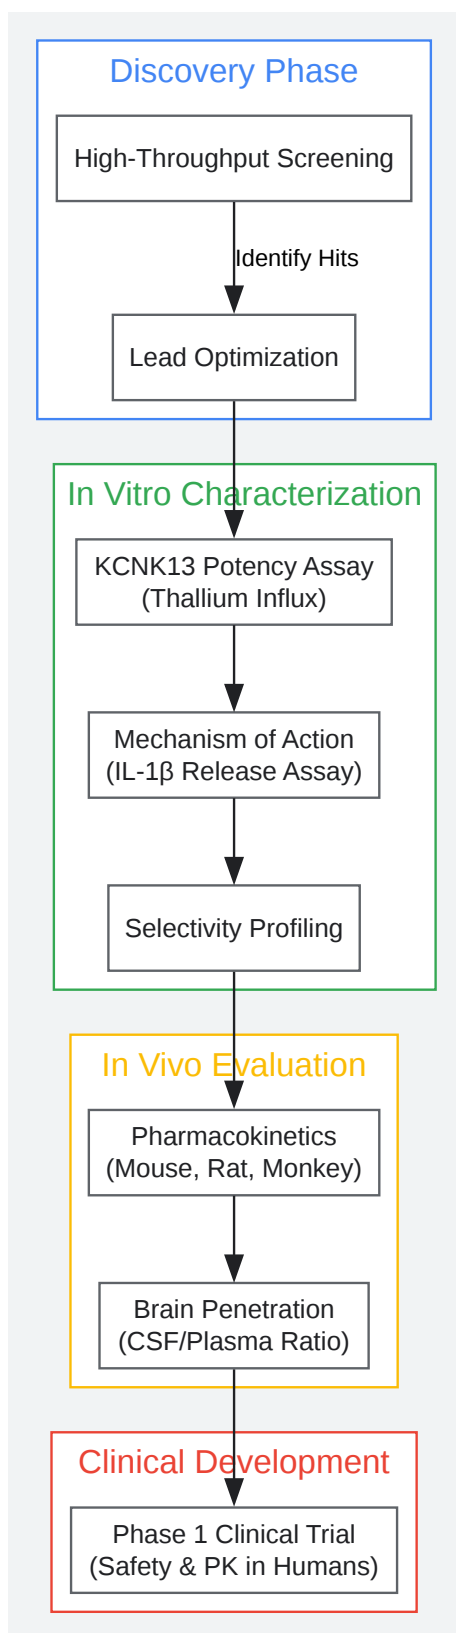 Discovery Phase
High-Throughput Screening
Identify Hits
Lead Optimization
In Vitro Characterization
KCNK13 Potency Assay
(Thallium Influx)
Mechanism of Action
(IL-1β Release Assay)
Selectivity Profiling
In Vivo Evaluation
Pharmacokinetics
(Mouse, Rat, Monkey)
Brain Penetration
(CSF/Plasma Ratio)
Clinical Development
Phase 1 Clinical Trial
(Safety & PK in Humans)